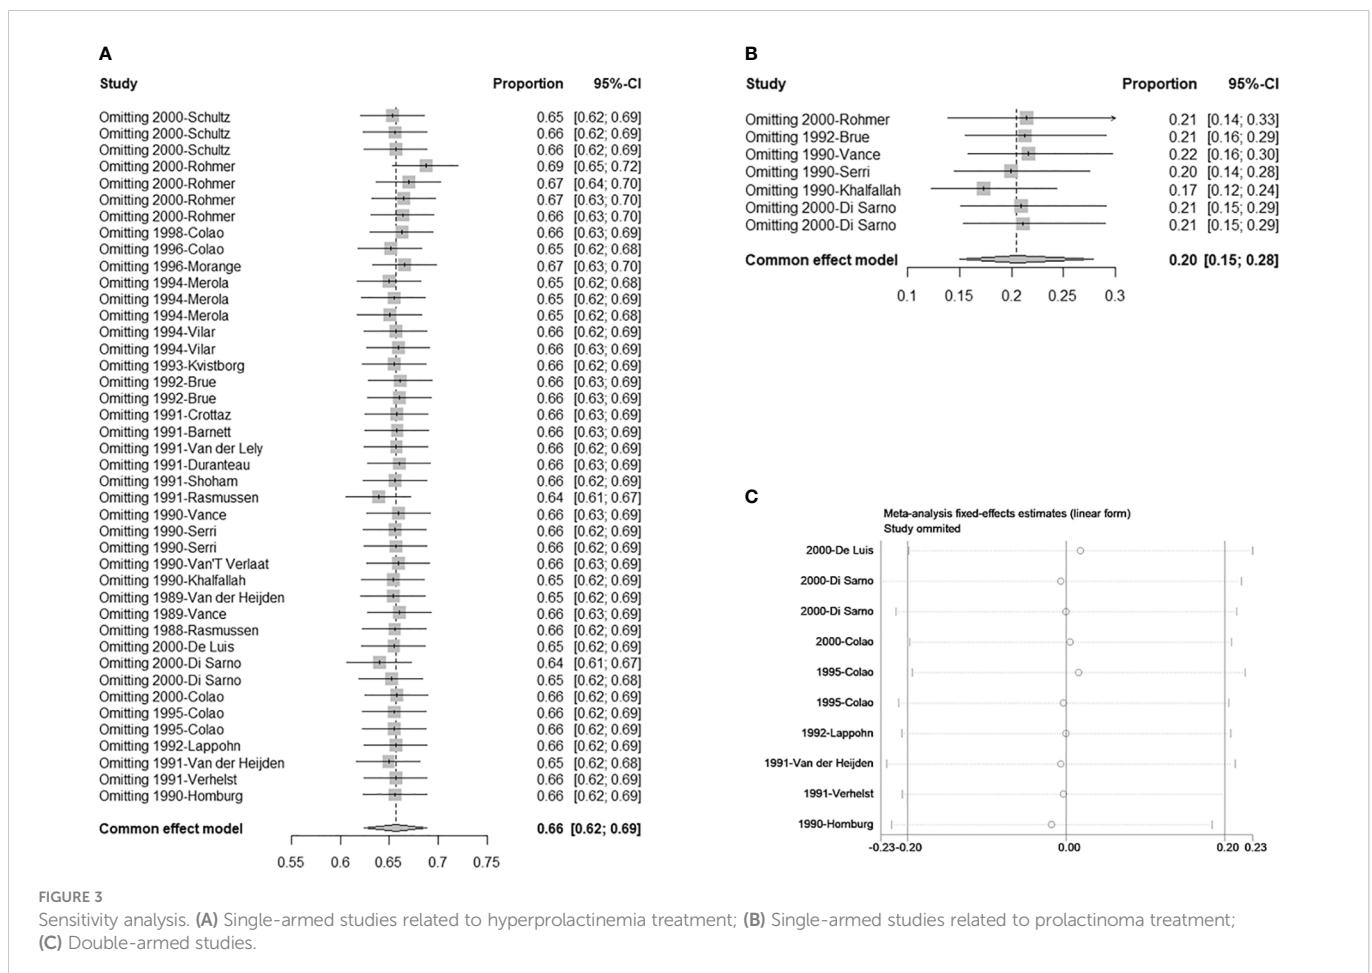 A
Study Proportion 95%-CI
Omitting 2000-Schultz 0.65 [0.62; 0.69]
Omitting 2000-Schultz 0.66 [0.62; 0.69]
Omitting 2000-Schultz 0.66 [0.62; 0.69]
Omitting 2000-Rohmer 0.69 [0.65; 0.72]
Omitting 2000-Rohmer 0.67 [0.64; 0.70]
Omitting 2000-Rohmer 0.67 [0.63; 0.70]
Omitting 2000-Rohmer 0.66 [0.63; 0.70]
Omitting 1998-Colao 0.66 [0.63; 0.69]
Omitting 1996-Colao 0.65 [0.62; 0.68]
Omitting 1996-Morange 0.67 [0.63; 0.70]
Omitting 1994-Merola 0.65 [0.62; 0.68]
Omitting 1994-Merola 0.65 [0.62; 0.69]
Omitting 1994-Merola 0.65 [0.62; 0.68]
Omitting 1994-Vilar 0.66 [0.62; 0.69]
Omitting 1994-Vilar 0.66 [0.63; 0.69]
Omitting 1993-Kvistborg 0.66 [0.62; 0.69]
Omitting 1992-Brue 0.66 [0.63; 0.69]
Omitting 1992-Brue 0.66 [0.63; 0.69]
Omitting 1991-Crottaz 0.66 [0.63; 0.69]
Omitting 1991-Barnett 0.66 [0.63; 0.69]
Omitting 1991-Van der Lely 0.66 [0.62; 0.69]
Omitting 1991-Duranteau 0.66 [0.63; 0.69]
Omitting 1991-Shoham 0.66 [0.62; 0.69]
Omitting 1991-Rasmussen 0.64 [0.61; 0.67]
Omitting 1990-Vance 0.66 [0.63; 0.69]
Omitting 1990-Serri 0.66 [0.62; 0.69]
Omitting 1990-Serri 0.66 [0.62; 0.69]
Omitting 1990-Van'T Verlaat 0.66 [0.63; 0.69]
Omitting 1990-Khalfallah 0.65 [0.62; 0.69]
Omitting 1989-Van der Heijden 0.65 [0.62; 0.69]
Omitting 1989-Vance 0.66 [0.63; 0.69]
Omitting 1988-Rasmussen 0.66 [0.62; 0.69]
Omitting 2000-De Luis 0.65 [0.62; 0.69]
Omitting 2000-Di Sarno 0.64 [0.61; 0.67]
Omitting 2000-Di Sarno 0.65 [0.62; 0.68]
Omitting 2000-Colao 0.66 [0.62; 0.69]
Omitting 1995-Colao 0.66 [0.62; 0.69]
Omitting 1995-Colao 0.66 [0.62; 0.69]
Omitting 1992-Lappohn 0.66 [0.62; 0.69]
Omitting 1991-Van der Heijden 0.65 [0.62; 0.68]
Omitting 1991-Verhelst 0.66 [0.62; 0.69]
Omitting 1990-Homburg 0.66 [0.62; 0.69]
Common effect model 0.66 [0.62; 0.69]
0.55 0.6 0.65 0.7 0.75
B
Study Proportion 95%-CI
Omitting 2000-Rohmer 0.21 [0.14; 0.33]
Omitting 1992-Brue 0.21 [0.16; 0.29]
Omitting 1990-Vance 0.22 [0.16; 0.30]
Omitting 1990-Serri 0.20 [0.14; 0.28]
Omitting 1990-Khalfallah 0.17 [0.12; 0.24]
Omitting 2000-Di Sarno 0.21 [0.15; 0.29]
Omitting 2000-Di Sarno 0.21 [0.15; 0.29]
Common effect model 0.20 [0.15; 0.28]
0.1 0.15 0.2 0.25 0.3
C
Meta-analysis fixed-effects estimates (linear form)
Study ommited
2000-De Luis
2000-Di Sarno
2000-Di Sarno
2000-Colao
1995-Colao
1995-Colao
1992-Lappohn
1991-Van der Heijden
1991-Verhelst
1990-Homburg
-0.23-0.20 0.00 0.20 0.23
FIGURE 3
Sensitivity analysis. (A) Single-armed studies related to hyperprolactinemia treatment; (B) Single-armed studies related to prolactinoma treatment;
(C) Double-armed studies.